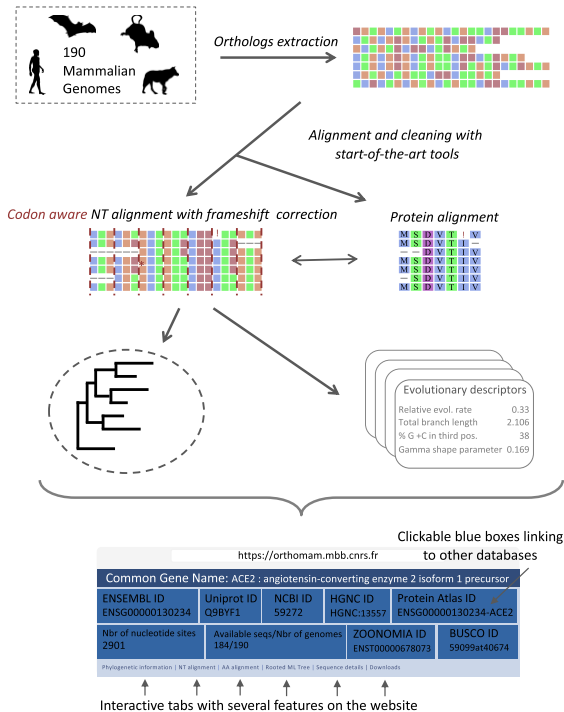 190
Mammalian
Genomes
Orthologs extraction
Alignment and cleaning with
start-of-the-art tools
Codon aware NT alignment with frameshift correction
Protein alignment
!
*
M S D V T ! V
M S D V T I –
– – D V T I V
M S D V T I V
M S D V T I V
– S D V T I V
M S D V T I V
Evolutionary descriptors
Relative evol. rate 0.33
Total branch length 2.106
% G +C in third pos. 38
Gamma shape parameter 0.169
Clickable blue boxes linking
to other databases
https://orthomam.mbb.cnrs.fr
Common Gene Name: ACE2 : angiotensin-converting enzyme 2 isoform 1 precursor
ENSEMBL ID Uniprot ID NCBI ID HGNC ID Protein Atlas ID
ENSG00000130234 Q9BYF1 59272 HGNC:13557 ENSG00000130234-ACE2
Nbr of nucleotide sites Available seqs/Nbr of genomes ZOONOMIA ID BUSCO ID
2901 184/190 ENST00000678073 59099at40674
Phylogenetic information | NT alignment | AA alignment | Rooted ML Tree | Sequence details | Downloads
Interactive tabs with several features on the website